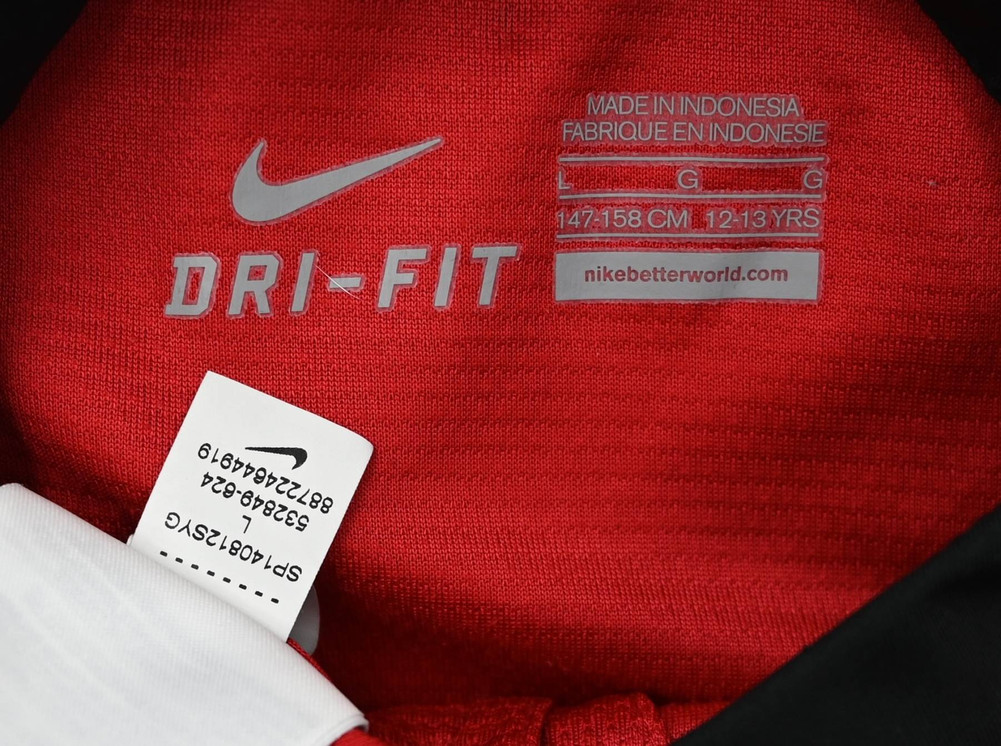 MADE IN INDONESIA
FABRIQUE EN INDONESIE
L G G
147-158 CM 12-13 YRS
nikebetterworld.com
DRI-FIT
SP140812SYG
L
532849-624
887224644919